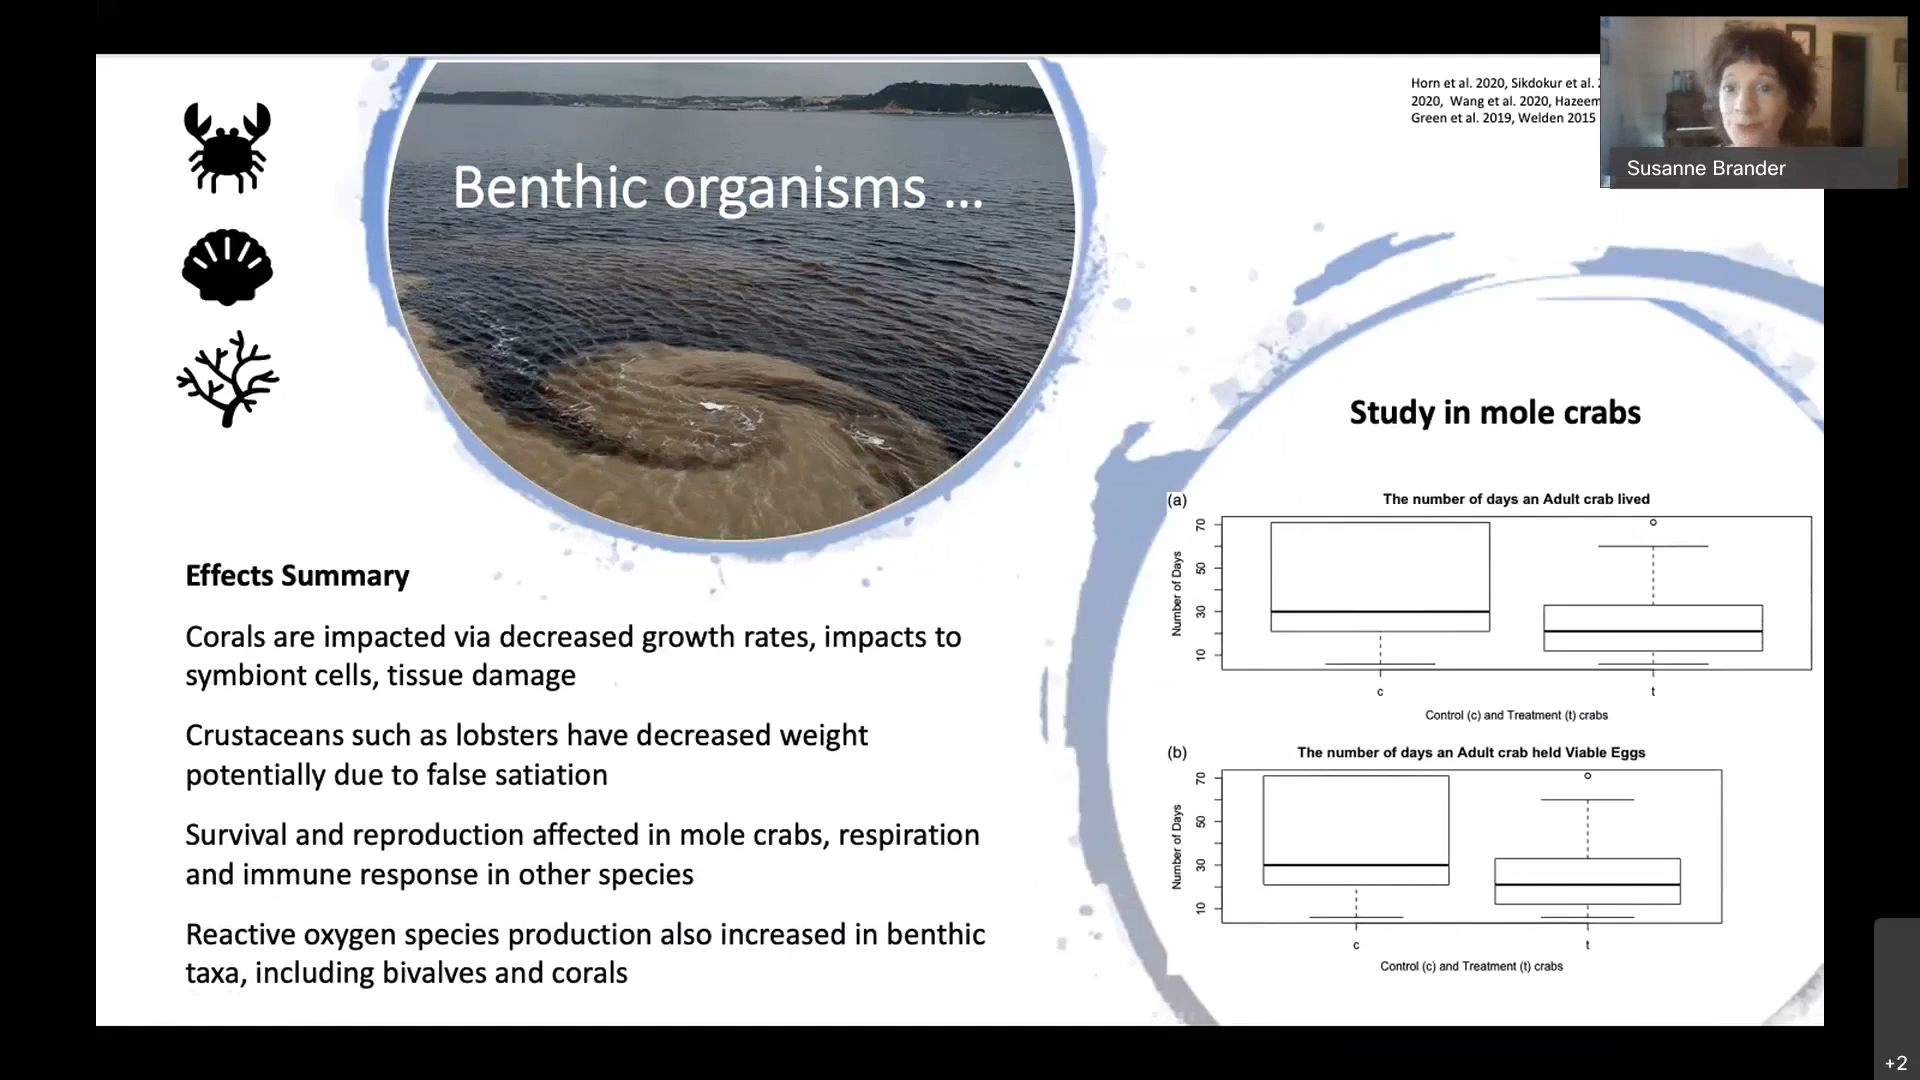 Benthic organisms ...
Horn et al. 2020, Sikdokur et al.
2020, Wang et al. 2020, Hazeem
Green et al. 2019, Welden 2015
Susanne Brander
Effects Summary
Corals are impacted via decreased growth rates, impacts to
symbiont cells, tissue damage
Crustaceans such as lobsters have decreased weight
potentially due to false satiation
Survival and reproduction affected in mole crabs, respiration
and immune response in other species
Reactive oxygen species production also increased in benthic
taxa, including bivalves and corals
Study in mole crabs
(a)
The number of days an Adult crab lived
Number of Days
70
50
30
10
c
t
Control (c) and Treatment (t) crabs
(b)
The number of days an Adult crab held Viable Eggs
Number of Days
70
50
30
10
c
t
Control (c) and Treatment (t) crabs
+2